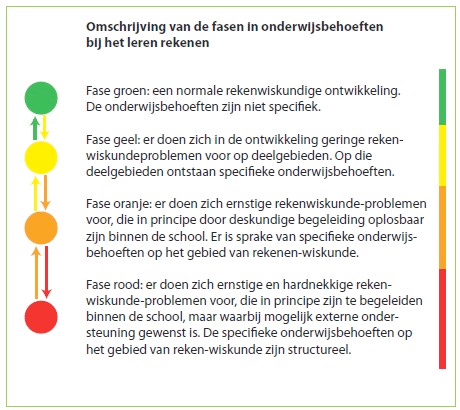 Omschrijving van de fasen in onderwijsbehoeften
bij het leren rekenen
Fase groen: een normale rekenwiskundige ontwikkeling.
De onderwijsbehoeften zijn niet specifiek.
Fase geel: er doen zich in de ontwikkeling geringe reken-
wiskundeproblemen voor op deelgebieden. Op die
deelgebieden ontstaan specifieke onderwijsbehoeften.
Fase oranje: er doen zich ernstige rekenwiskunde-problemen
voor, die in principe door deskundige begeleiding oplosbaar
zijn binnen de school. Er is sprake van specifieke onderwijs-
behoeften op het gebied van rekenen-wiskunde.
Fase rood: er doen zich ernstige en hardnekkige reken-
wiskunde-problemen voor, die in principe zijn te begeleiden
binnen de school, maar waarbij mogelijk externe onder-
steuning gewenst is. De specifieke onderwijsbehoeften op
het gebied van reken-wiskunde zijn structureel.